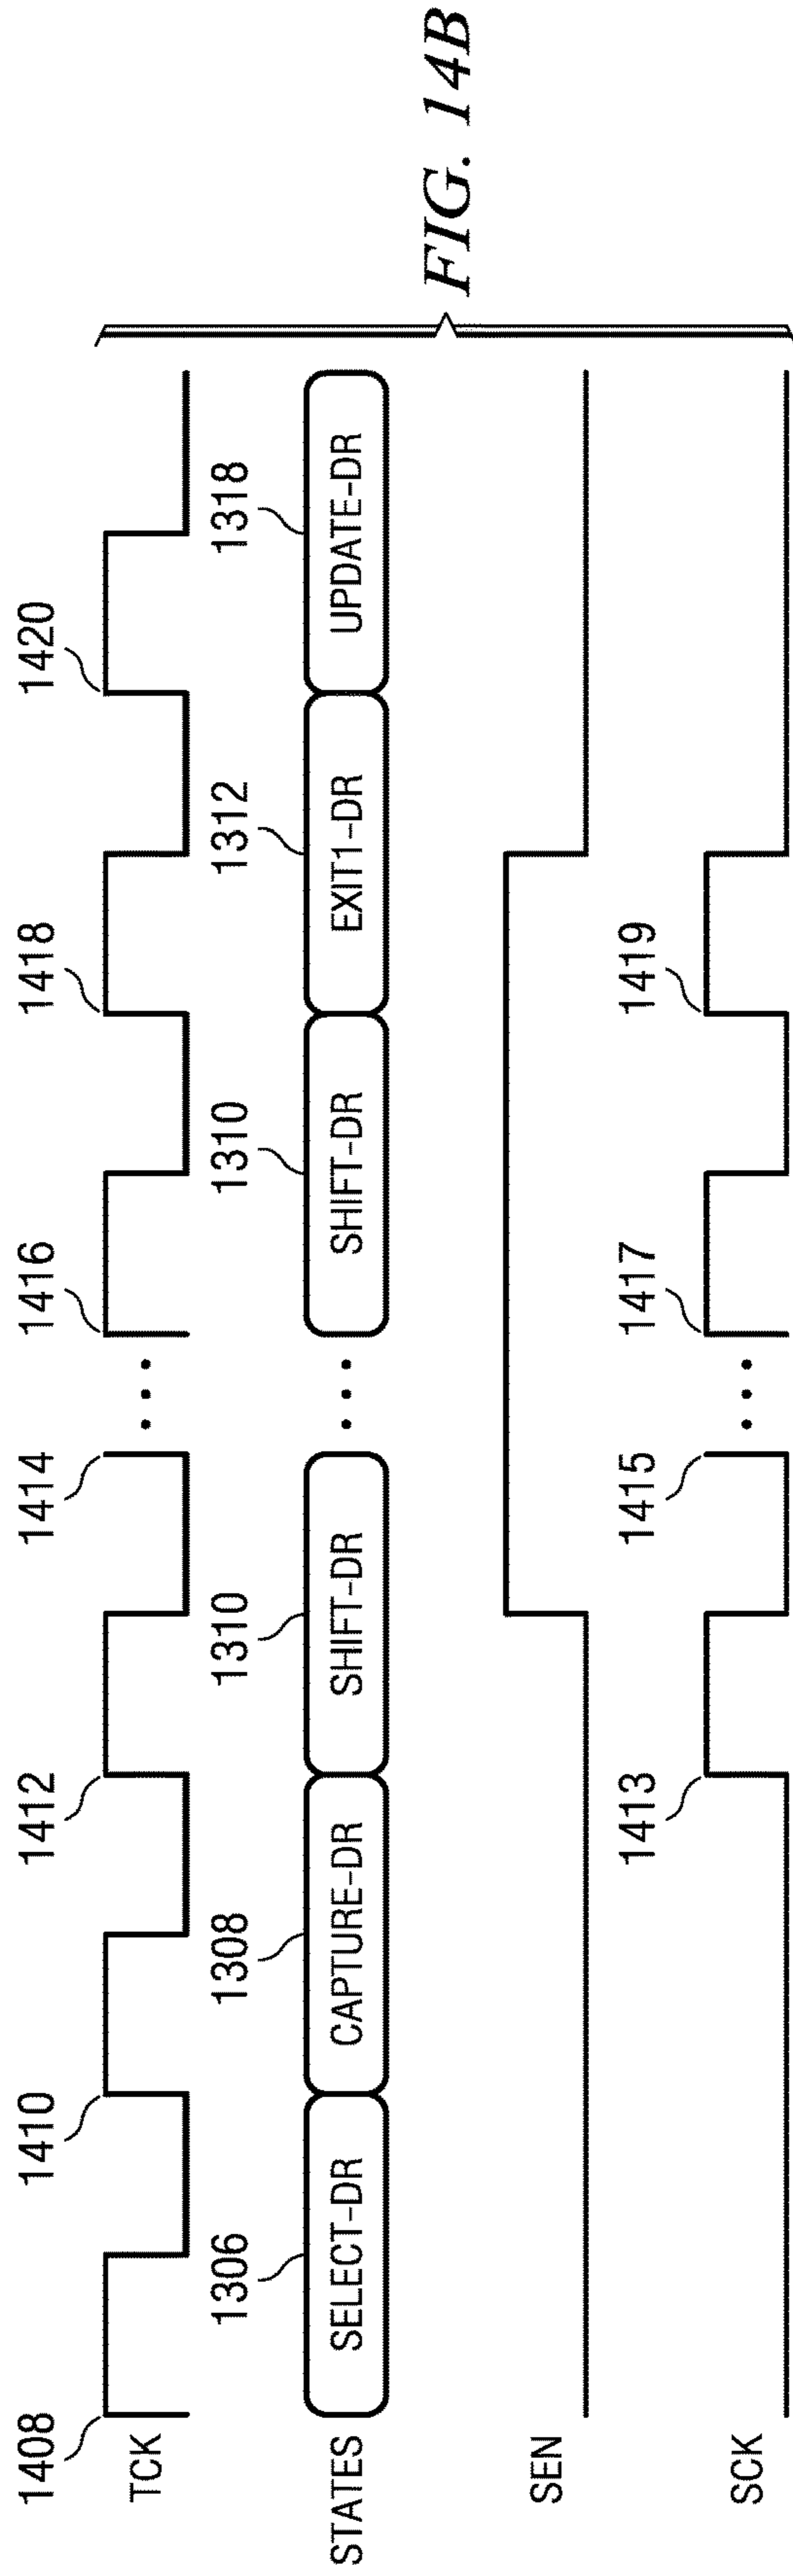 1408 1410 1412 1414 1416 1418 1420
TCK • • •
1306 1308 1310 1310 1312 1318
STATES SELECT-DR CAPTURE-DR SHIFT-DR • • • SHIFT-DR EXIT1-DR UPDATE-DR
SEN
1413 1415 1417 1419
SCK • • •
FIG. 14B